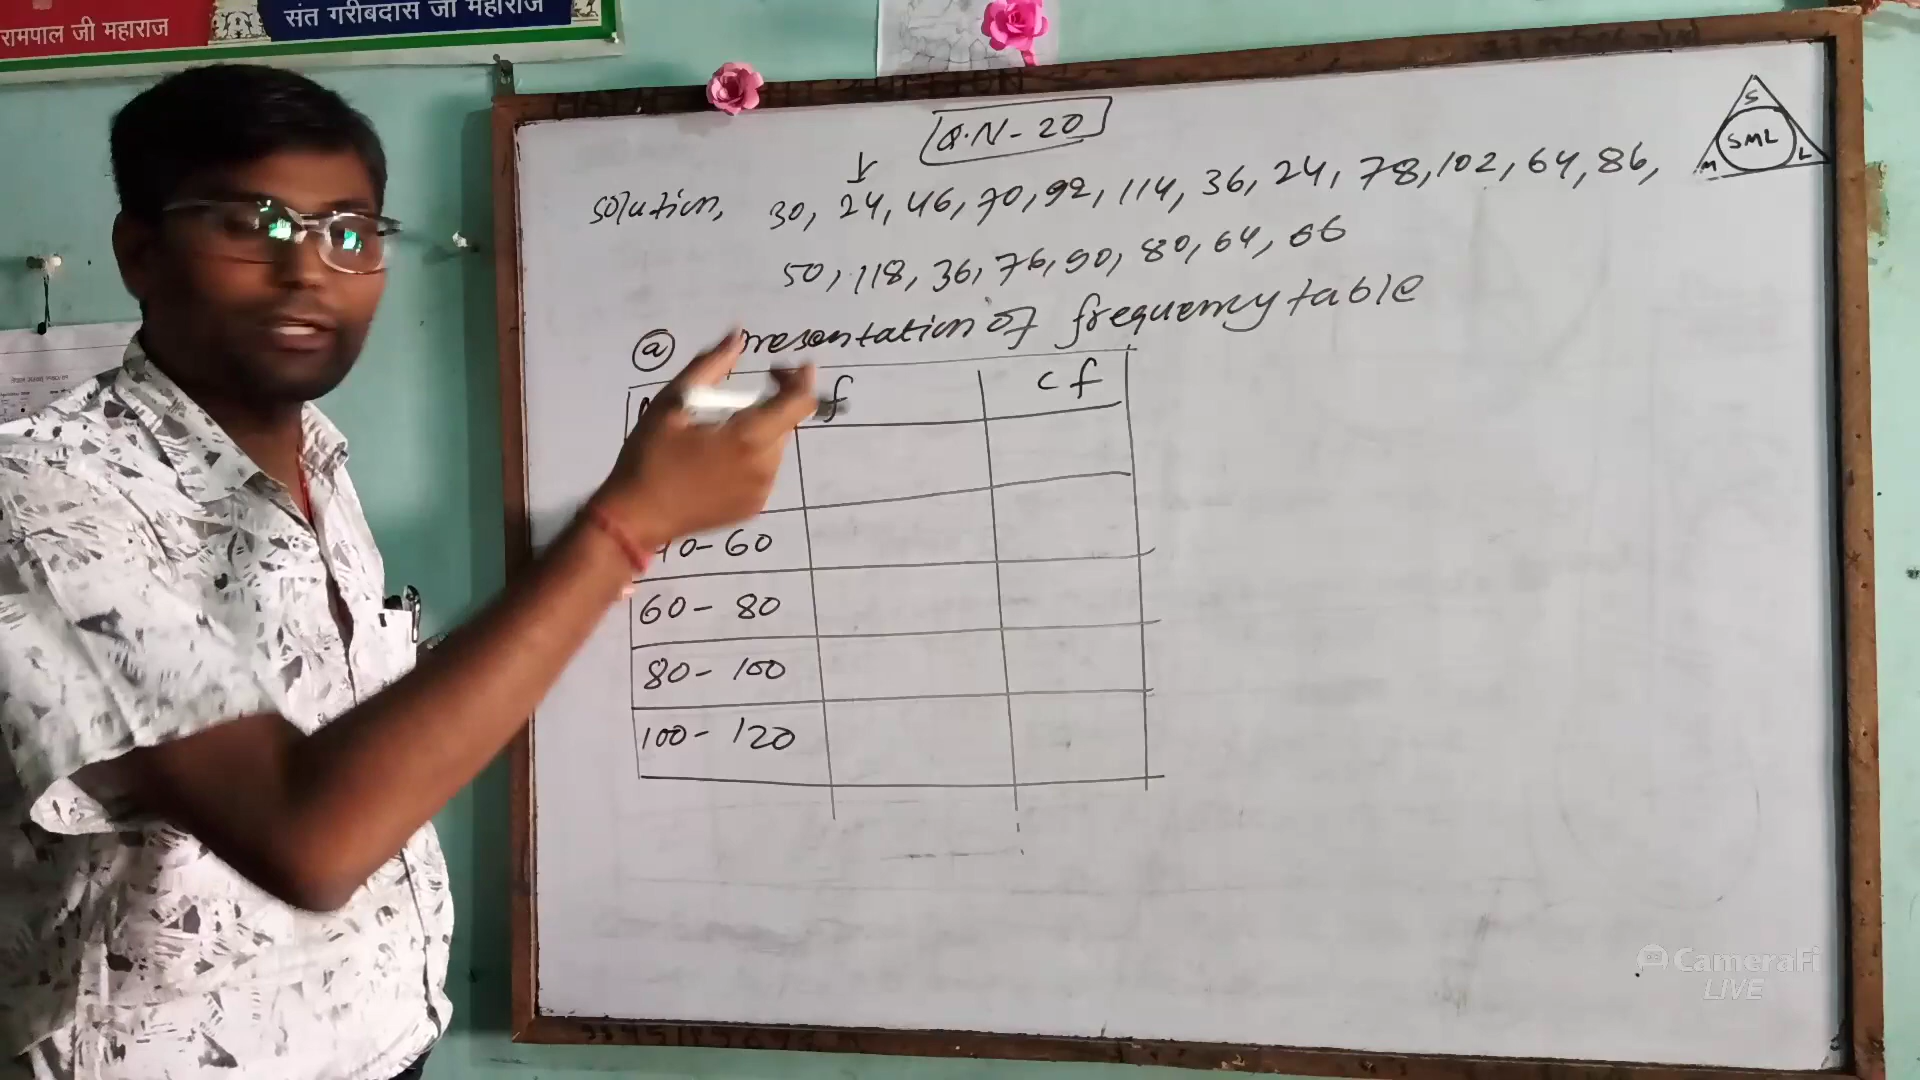 रामपाल जी महाराज
संत गरीबदास जी महाराज
Q.N-20
S
SML
M L
solution, 30, 24, 46, 70, 92, 114, 36, 24, 78, 102, 64, 86,
50, 118, 36, 76, 90, 80, 64, 66
(a) presentation of frequency table
f cf
40-60
60-80
80-100
100-120
CameraFi
LIVE